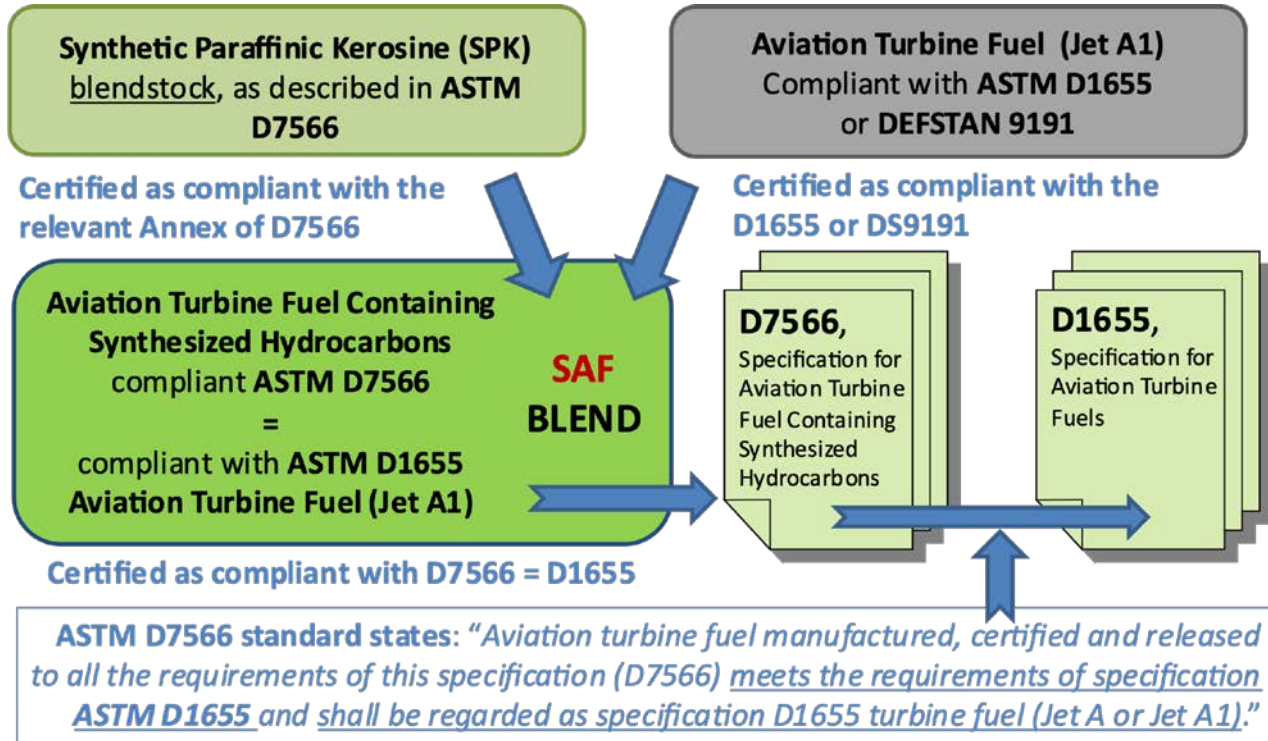 Synthetic Paraffinic Kerosine (SPK)
blendstock, as described in ASTM
D7566
Aviation Turbine Fuel (Jet A1)
Compliant with ASTM D1655
or DEFSTAN 9191
Certified as compliant with the
relevant Annex of D7566
Certified as compliant with the
D1655 or DS9191
Aviation Turbine Fuel Containing
Synthesized Hydrocarbons
compliant ASTM D7566
=
compliant with ASTM D1655
Aviation Turbine Fuel (Jet A1)
SAF
BLEND
D7566,
Specification for
Aviation Turbine
Fuel Containing
Synthesized
Hydrocarbons
D1655,
Specification for
Aviation Turbine
Fuels
Certified as compliant with D7566 = D1655
ASTM D7566 standard states: “Aviation turbine fuel manufactured, certified and released
to all the requirements of this specification (D7566) meets the requirements of specification
ASTM D1655 and shall be regarded as specification D1655 turbine fuel (Jet A or Jet A1).”